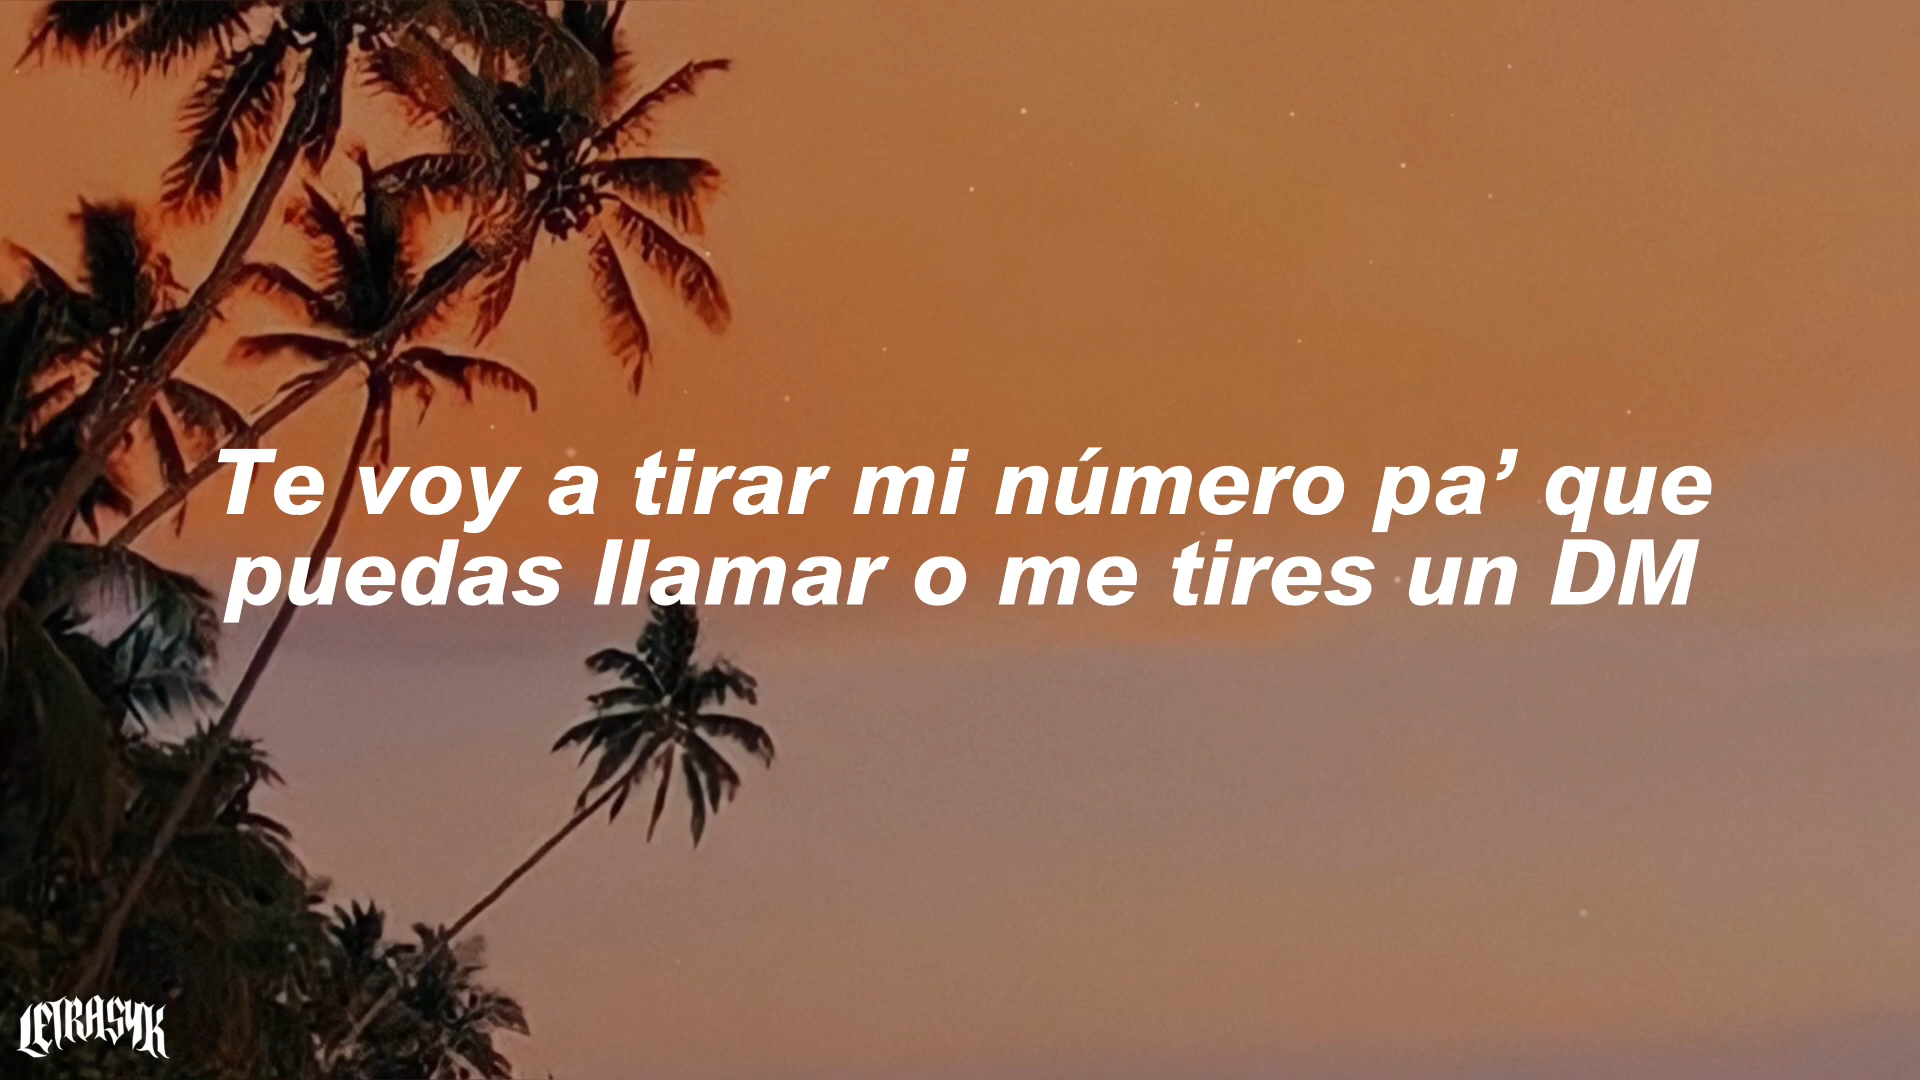 Te voy a tirar mi número pa’ que
puedas llamar o me tires un DM
LETRASYK